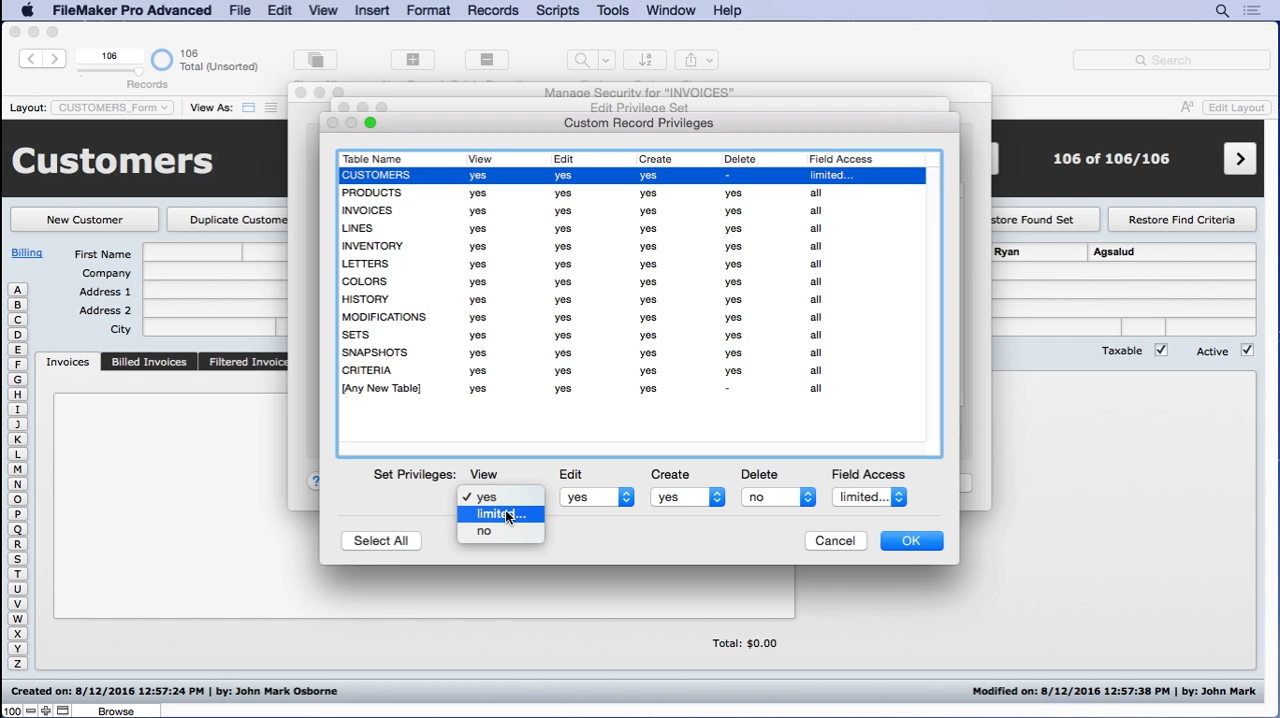 FileMaker Pro Advanced File Edit View Insert Format Records Scripts Tools Window Help
106
106
Total (Unsorted)
Records
Search
Manage Security for "INVOICES"
Edit Privilege Set
Layout: CUSTOMERS_Form View As: Edit Layout
Custom Record Privileges
Customers
106 of 106/106
New Customer Duplicate Custome store Found Set Restore Find Criteria
Billing First Name
Company
Address 1
Address 2
City
Ryan Agsalud
Taxable Active
Invoices Billed Invoices Filtered Invoice
A
B
C
D
E
F
G
H
I
J
K
L
M
N
O
P
Q
R
S
T
U
V
W
X
Y
Z
Table Name View Edit Create Delete Field Access
CUSTOMERS yes yes yes - limited...
PRODUCTS yes yes yes yes all
INVOICES yes yes yes yes all
LINES yes yes yes yes all
INVENTORY yes yes yes yes all
LETTERS yes yes yes yes all
COLORS yes yes yes yes all
HISTORY yes yes yes yes all
MODIFICATIONS yes yes yes yes all
SETS yes yes yes yes all
SNAPSHOTS yes yes yes yes all
CRITERIA yes yes yes yes all
[Any New Table] yes yes yes - all
Set Privileges: View Edit Create Delete Field Access
✓ yes yes yes no limited...
limited...
no
? Select All Cancel OK
Total: $0.00
Created on: 8/12/2016 12:57:24 PM | by: John Mark Osborne Modified on: 8/12/2016 12:57:38 PM | by: John Mark
100 Browse